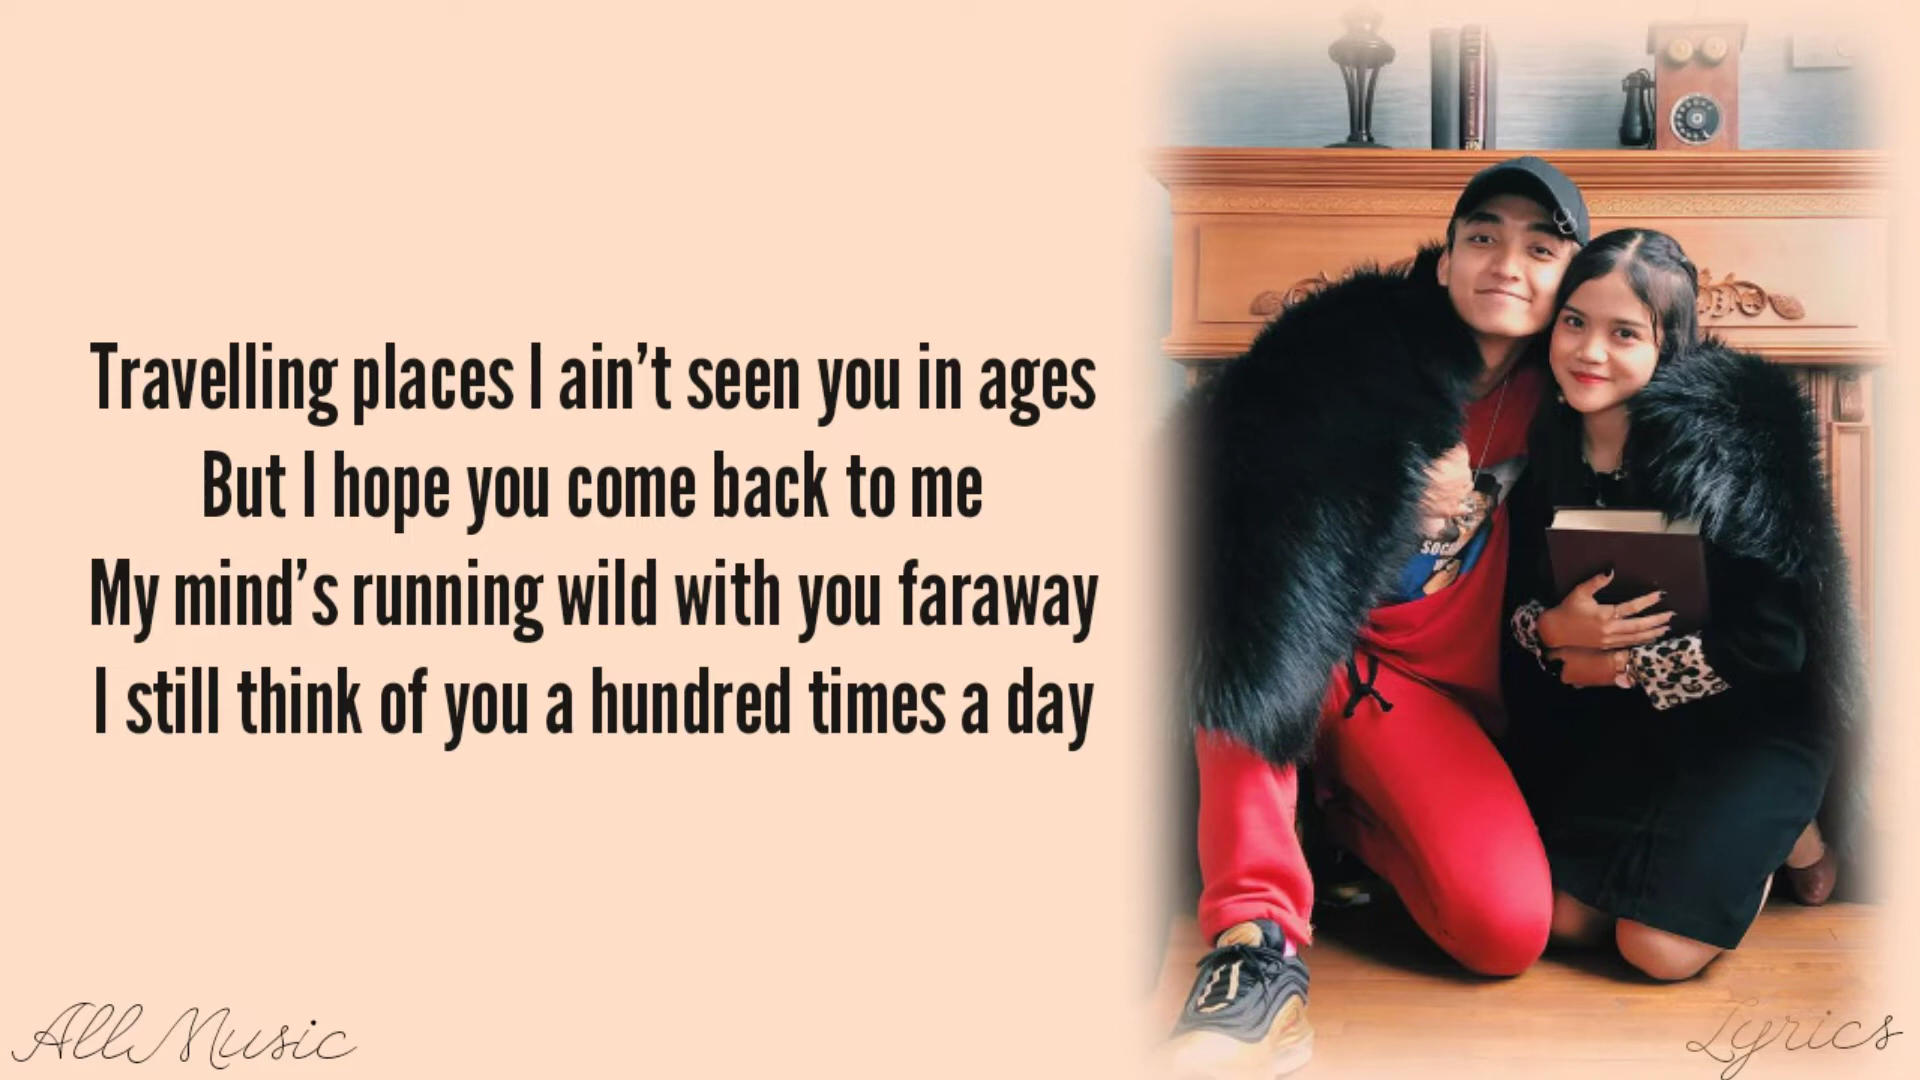 Travelling places I ain't seen you in ages
But I hope you come back to me
My mind's running wild with you faraway
I still think of you a hundred times a day
All Music
Lyrics